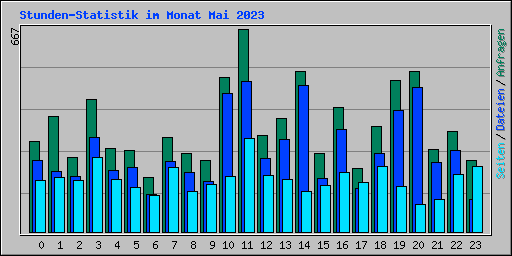 Stunden-Statistik im Monat Mai 2023
667
Seiten / Dateien / Anfragen
0 1 2 3 4 5 6 7 8 9 10 11 12 13 14 15 16 17 18 19 20 21 22 23